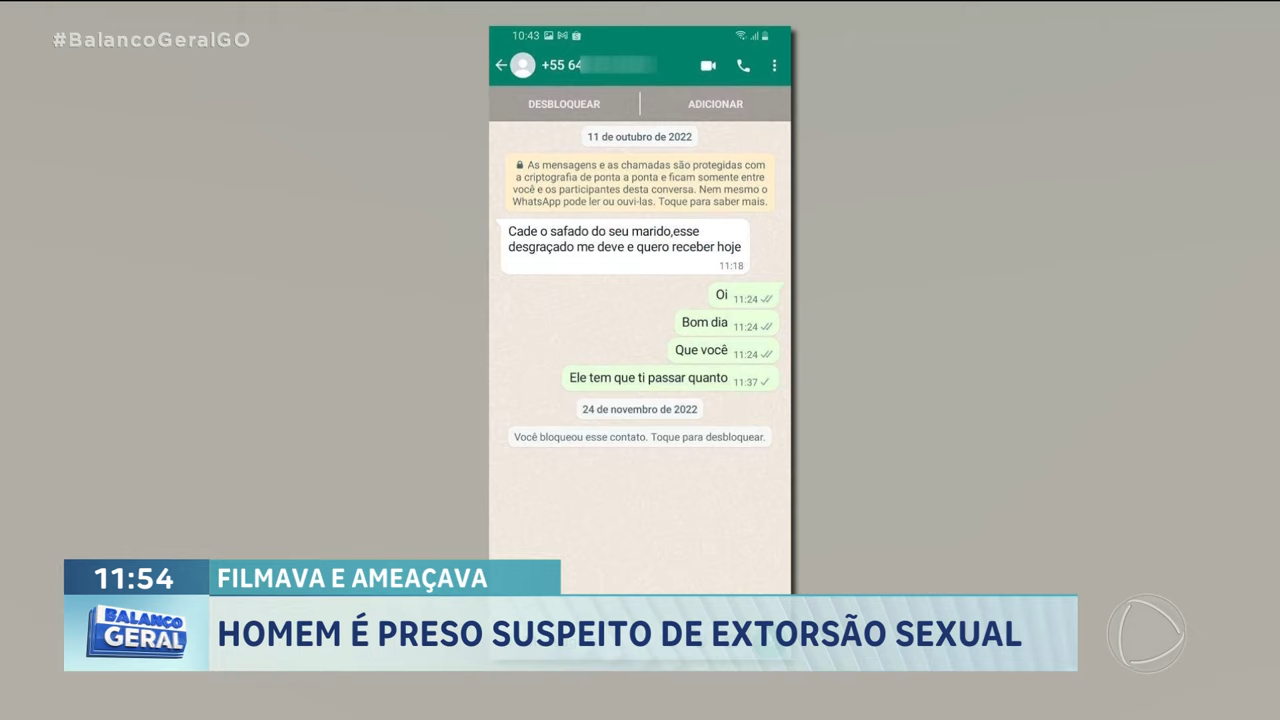 #BalancoGeralGO
10:43
+55 64
DESBLOQUEAR
ADICIONAR
11 de outubro de 2022
As mensagens e as chamadas são protegidas com
a criptografia de ponta a ponta e ficam somente entre
você e os participantes desta conversa. Nem mesmo o
WhatsApp pode ler ou ouvi-las. Toque para saber mais.
Cade o safado do seu marido,esse
desgraçado me deve e quero receber hoje
11:18
Oi 11:24
Bom dia 11:24
Que você 11:24
Ele tem que ti passar quanto 11:37
24 de novembro de 2022
Você bloqueou esse contato. Toque para desbloquear.
11:54
FILMAVA E AMEAÇAVA
BALANÇO
GERAL
HOMEM É PRESO SUSPEITO DE EXTORSÃO SEXUAL